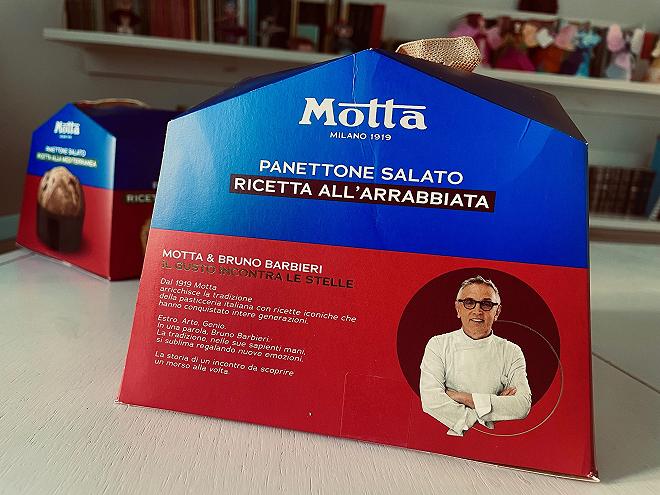 Motta
MILANO 1919
PANETTONE SALATO
RICETTA ALL'ARRABBIATA
MOTTA & BRUNO BARBIERI
IL GUSTO INCONTRA LE STELLE
Dal 1919 Motta
arricchisce la tradizione
della pasticceria italiana con ricette iconiche che
hanno conquistato intere generazioni.
Estro, Arto, Genio.
In una parola, Bruno Barbieri:
La tradizione, nelle sue sapienti mani,
si sublima regalando nuove emozioni.
La storia di un incontro da scoprire
un morso alla volta.
Motta
PANETTONE SALATO
RICETTA ALLA MEDITERRANEA
RICE